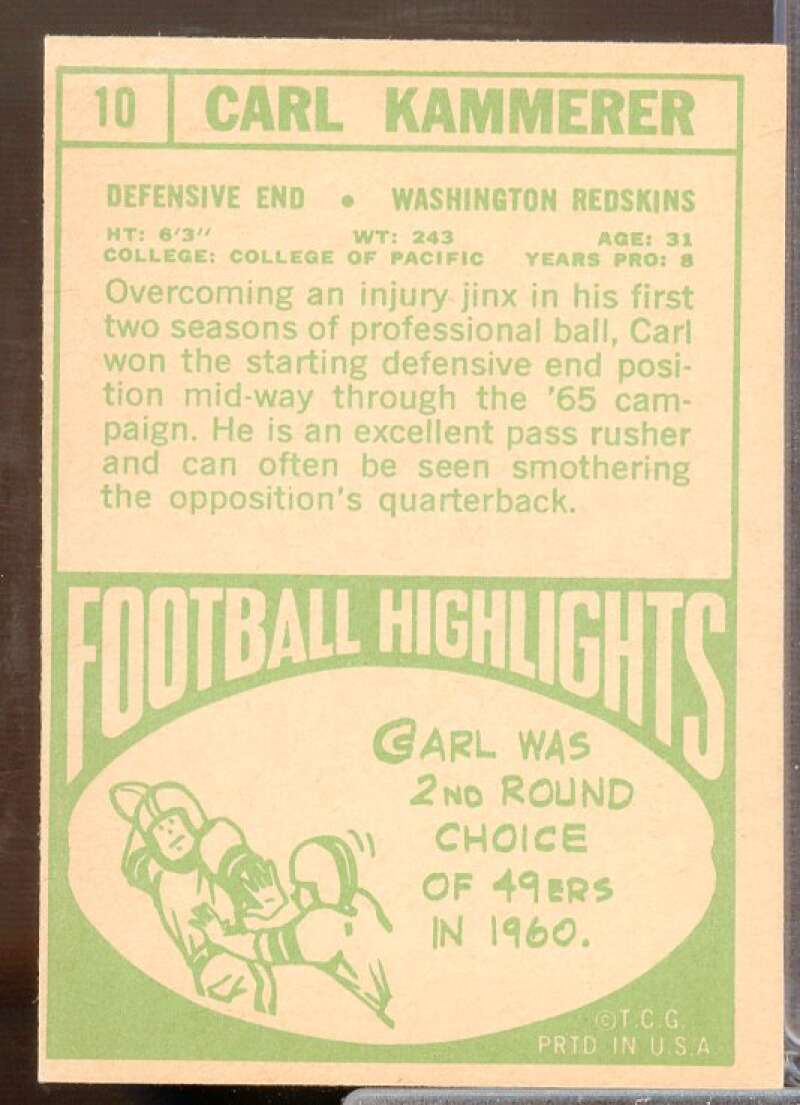 10 CARL KAMMERER
DEFENSIVE END • WASHINGTON REDSKINS
HT: 6'3" WT: 243 AGE: 31
COLLEGE: COLLEGE OF PACIFIC YEARS PRO: 8
Overcoming an injury jinx in his first
two seasons of professional ball, Carl
won the starting defensive end posi-
tion mid-way through the '65 cam-
paign. He is an excellent pass rusher
and can often be seen smothering
the opposition's quarterback.
FOOTBALL HIGHLIGHTS
CARL WAS
2ND ROUND
CHOICE
OF 49ERS
IN 1960.
©T.C.G.
PRTD IN U.S.A